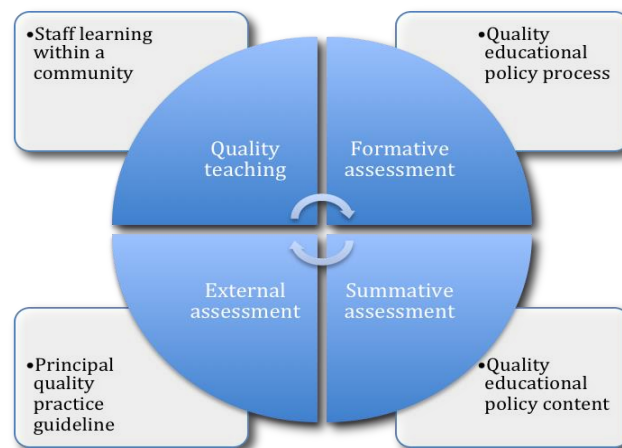 •Staff learning
within a
community
•Quality
educational
policy process
Quality
teaching
Formative
assessment
External
assessment
Summative
assessment
•Principal
quality
practice
guideline
•Quality
educational
policy content